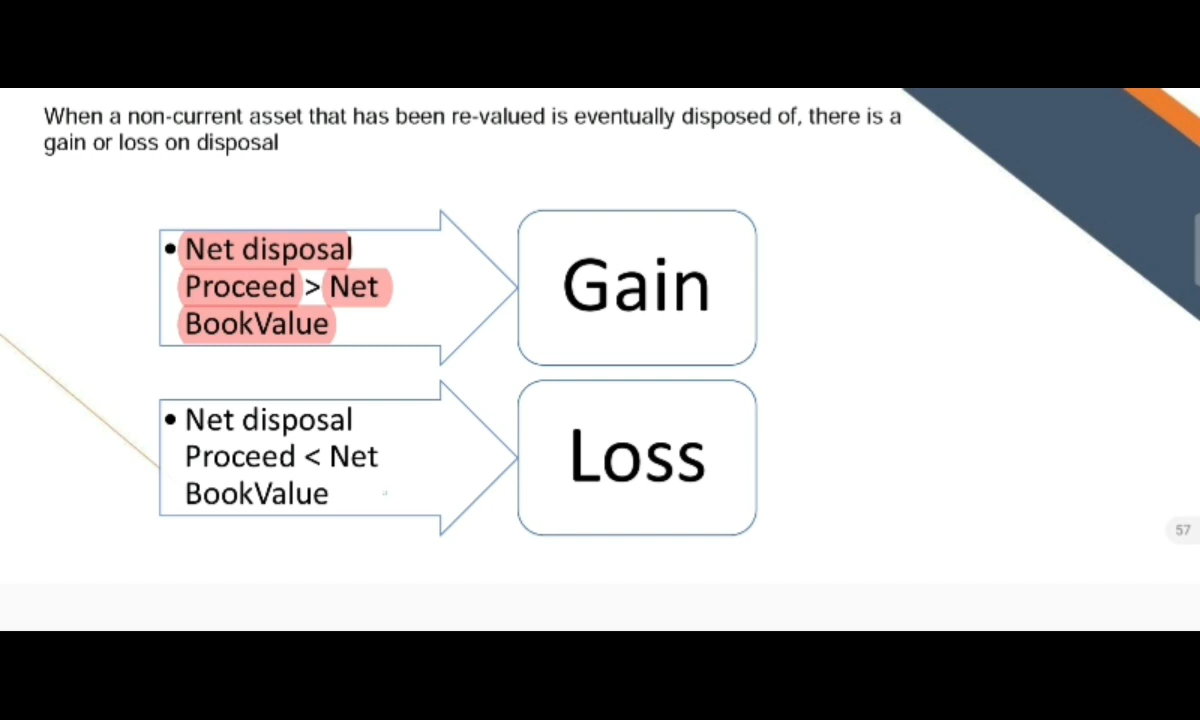 When a non-current asset that has been re-valued is eventually disposed of, there is a
gain or loss on disposal
• Net disposal
Proceed > Net
BookValue
Gain
• Net disposal
Proceed < Net
BookValue
Loss
57